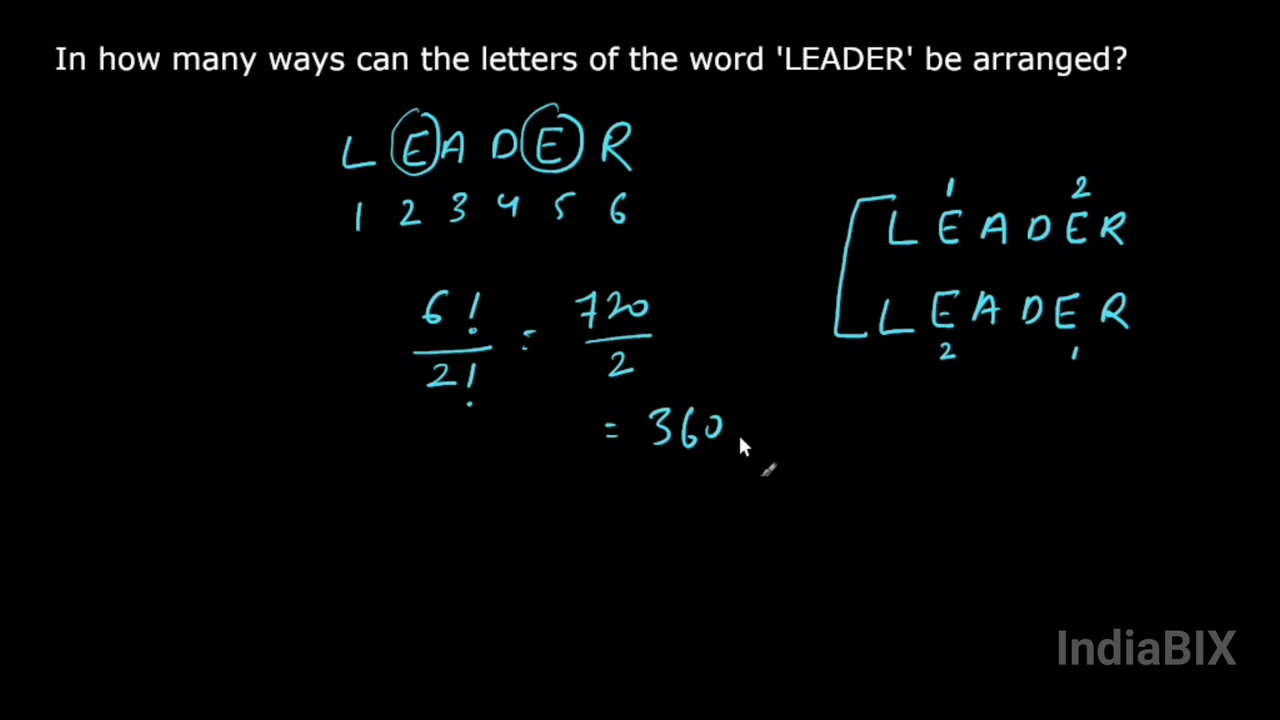 In how many ways can the letters of the word 'LEADER' be arranged?
L E A D E R
1 2 3 4 5 6
6! / 2! = 720 / 2
= 360
1 2
L E A D E R
L E A D E R
2 1
IndiaBIX